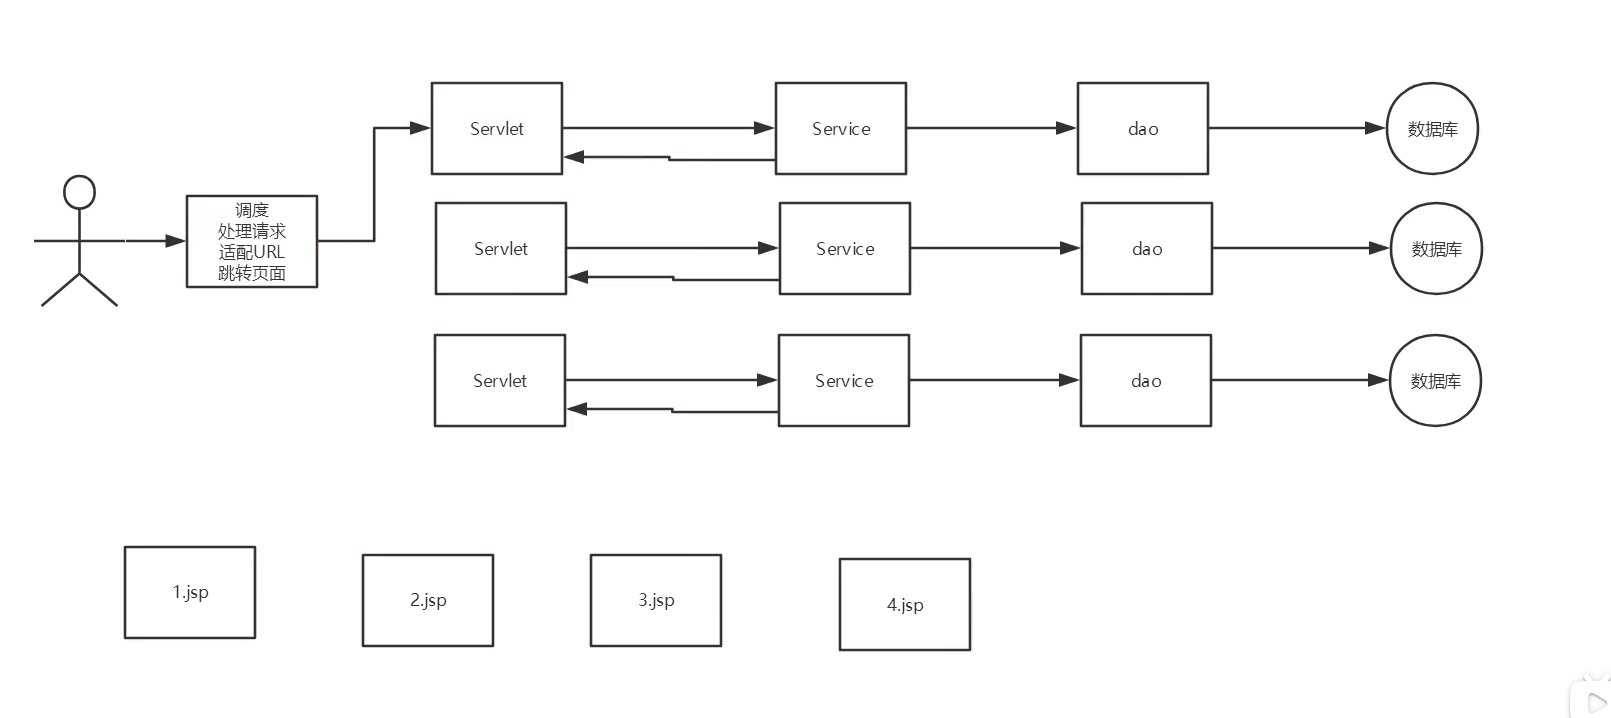 Servlet
Service
dao
数据库
调度
处理请求
适配URL
跳转页面
Servlet
Service
dao
数据库
Servlet
Service
dao
数据库
1.jsp
2.jsp
3.jsp
4.jsp